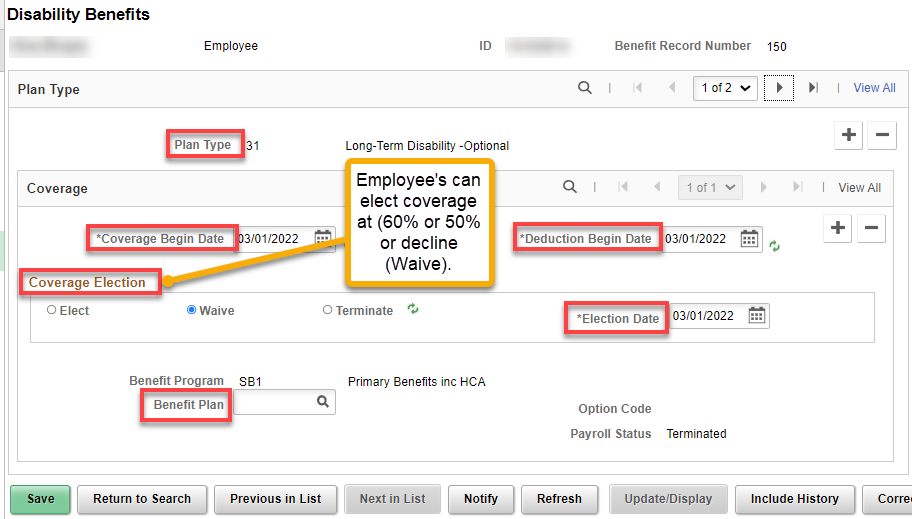 Disability Benefits
Employee ID Benefit Record Number 150
Plan Type 1 of 2 View All
Plan Type 31 Long-Term Disability -Optional
Coverage 1 of 1 View All
Employee's can
elect coverage
at (60% or 50%
or decline
(Waive).
*Coverage Begin Date 03/01/2022 *Deduction Begin Date 03/01/2022
Coverage Election
Elect Waive Terminate
*Election Date 03/01/2022
Benefit Program SB1 Primary Benefits inc HCA
Benefit Plan
Option Code
Payroll Status Terminated
Save Return to Search Previous in List Next in List Notify Refresh Update/Display Include History Corre